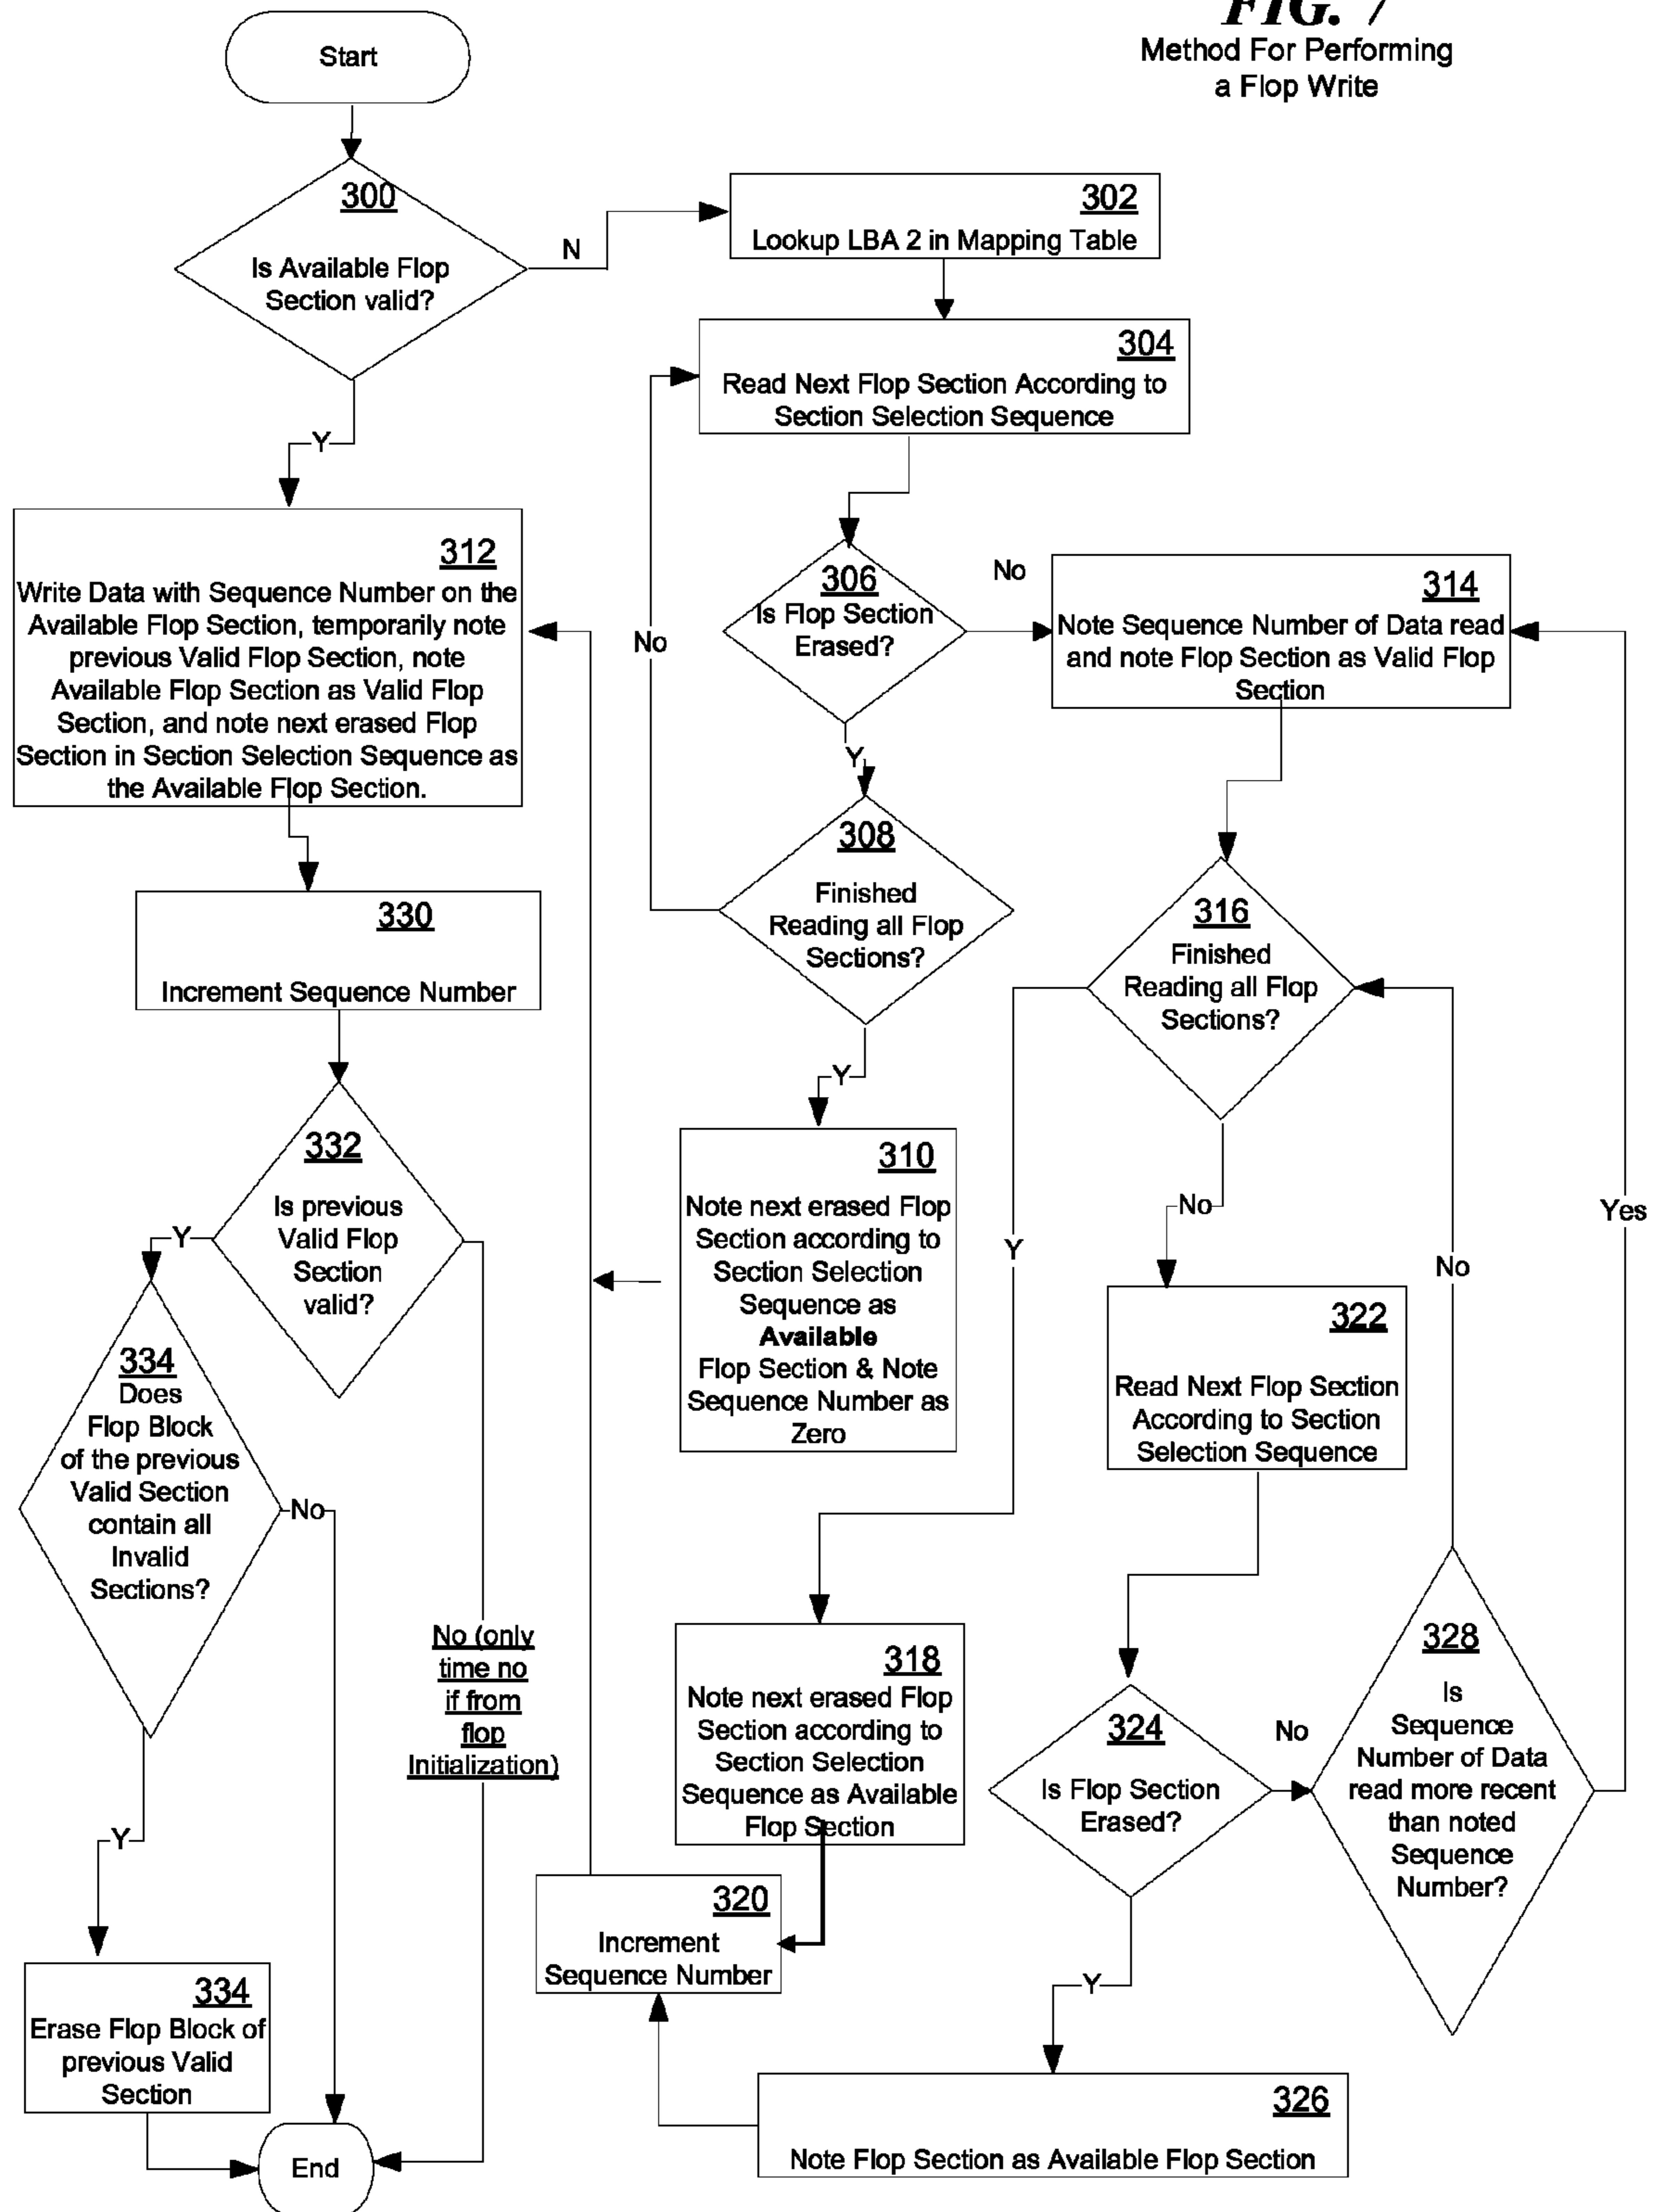 FIG. 7
Method For Performing
a Flop Write
Start
300
Is Available Flop
Section valid?
N
Y
302
Lookup LBA 2 in Mapping Table
304
Read Next Flop Section According to
Section Selection Sequence
306
Is Flop Section
Erased?
No
Y
No
308
Finished
Reading all Flop
Sections?
Y
310
Note next erased Flop
Section according to
Section Selection
Sequence as
Available
Flop Section & Note
Sequence Number as
Zero
312
Write Data with Sequence Number on the
Available Flop Section, temporarily note
previous Valid Flop Section, note
Available Flop Section as Valid Flop
Section, and note next erased Flop
Section in Section Selection Sequence as
the Available Flop Section.
314
Note Sequence Number of Data read
and note Flop Section as Valid Flop
Section
316
Finished
Reading all Flop
Sections?
Y
No
318
Note next erased Flop
Section according to
Section Selection
Sequence as Available
Flop Section
320
Increment
Sequence Number
322
Read Next Flop Section
According to Section
Selection Sequence
324
Is Flop Section
Erased?
No
Y
326
Note Flop Section as Available Flop Section
328
Is
Sequence
Number of Data
read more recent
than noted
Sequence
Number?
No
Yes
330
Increment Sequence Number
332
Is previous
Valid Flop
Section
valid?
Y
No (only
time no
if from
flop
Initialization)
334
Does
Flop Block
of the previous
Valid Section
contain all
Invalid
Sections?
No
Y
334
Erase Flop Block of
previous Valid
Section
End